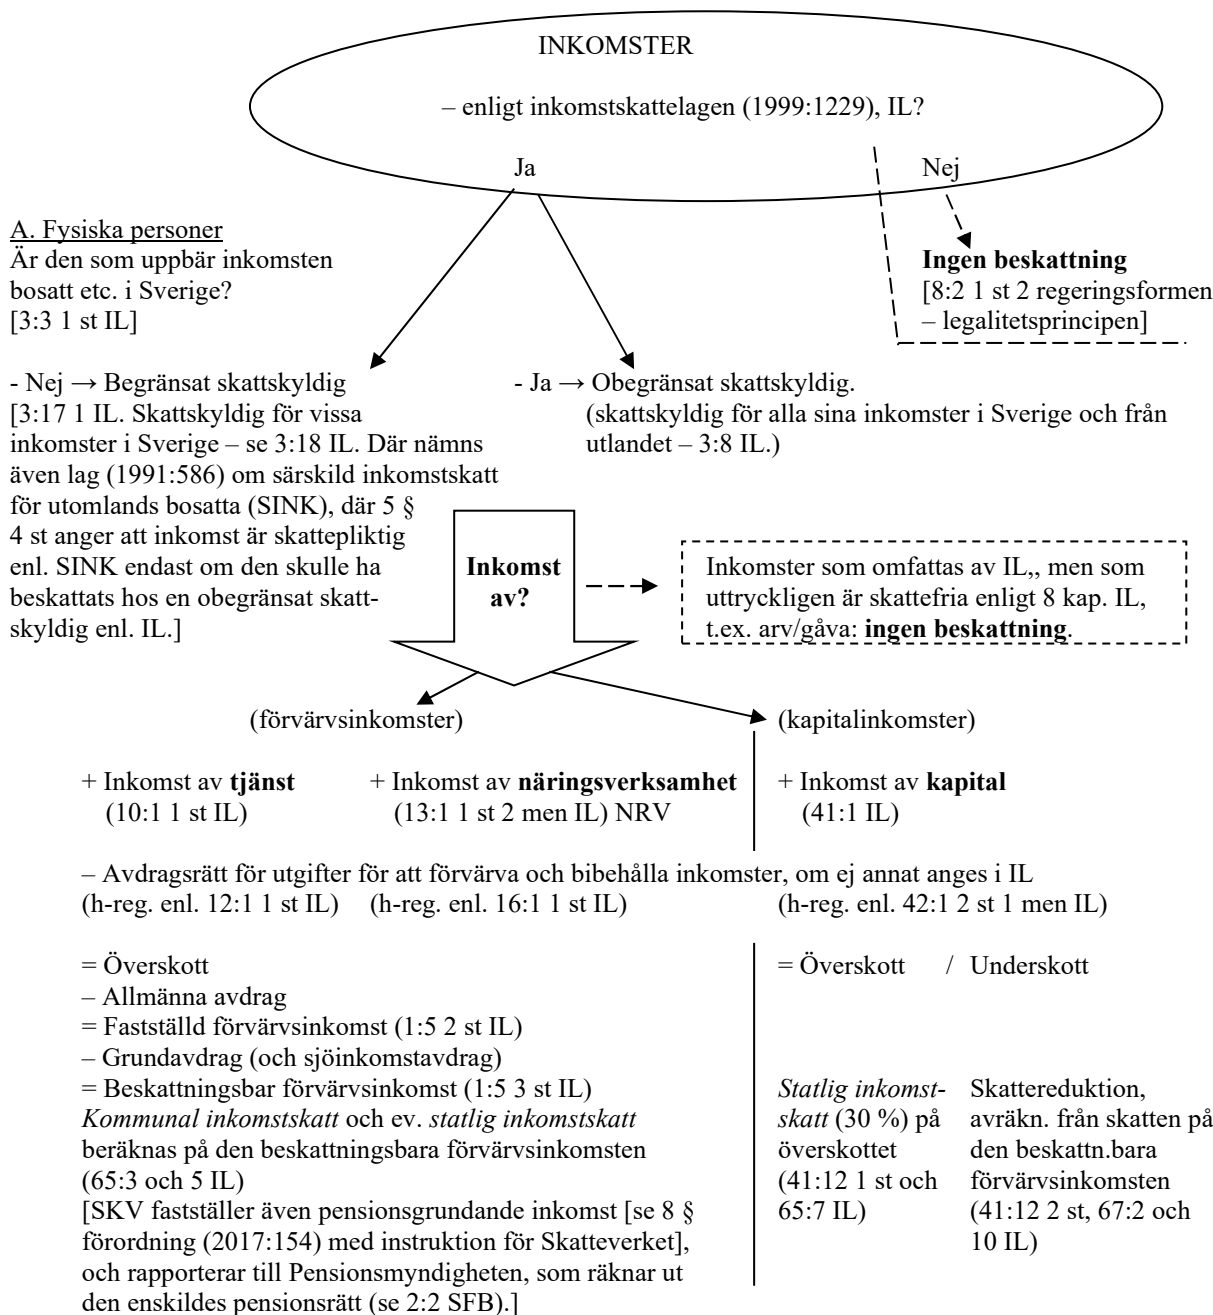 INKOMSTER
– enligt inkomstskattelagen (1999:1229), IL?
Ja
Nej
A. Fysiska personer
Är den som uppbär inkomsten
bosatt etc. i Sverige?
[3:3 1 st IL]
Ingen beskattning
[8:2 1 st 2 regeringsformen
– legalitetsprincipen]
- Nej → Begränsat skattskyldig
[3:17 1 IL. Skattskyldig för vissa
inkomster i Sverige – se 3:18 IL. Där nämns
även lag (1991:586) om särskild inkomstskatt
för utomlands bosatta (SINK), där 5 §
4 st anger att inkomst är skattepliktig
enl. SINK endast om den skulle ha
beskattats hos en obegränsat skatt-
skyldig enl. IL.]
- Ja → Obegränsat skattskyldig.
(skattskyldig för alla sina inkomster i Sverige och från
utlandet – 3:8 IL.)
Inkomst
av?
Inkomster som omfattas av IL,, men som
uttryckligen är skattefria enligt 8 kap. IL,
t.ex. arv/gåva: ingen beskattning.
(förvärvsinkomster)
(kapitalinkomster)
+ Inkomst av tjänst
(10:1 1 st IL)
+ Inkomst av näringsverksamhet
(13:1 1 st 2 men IL) NRV
+ Inkomst av kapital
(41:1 IL)
– Avdragsrätt för utgifter för att förvärva och bibehålla inkomster, om ej annat anges i IL
(h-reg. enl. 12:1 1 st IL) (h-reg. enl. 16:1 1 st IL) (h-reg. enl. 42:1 2 st 1 men IL)
= Överskott
– Allmänna avdrag
= Fastställd förvärvsinkomst (1:5 2 st IL)
– Grundavdrag (och sjöinkomstavdrag)
= Beskattningsbar förvärvsinkomst (1:5 3 st IL)
Kommunal inkomstskatt och ev. statlig inkomstskatt
beräknas på den beskattningsbara förvärvsinkomsten
(65:3 och 5 IL)
[SKV fastställer även pensionsgrundande inkomst [se 8 §
förordning (2017:154) med instruktion för Skatteverket],
och rapporterar till Pensionsmyndigheten, som räknar ut
den enskildes pensionsrätt (se 2:2 SFB).]
= Överskott / Underskott
Statlig inkomst-
skatt (30 %) på
överskottet
(41:12 1 st och
65:7 IL)
Skattereduktion,
avräkn. från skatten på
den beskattn.bara
förvärvsinkomsten
(41:12 2 st, 67:2 och
10 IL)